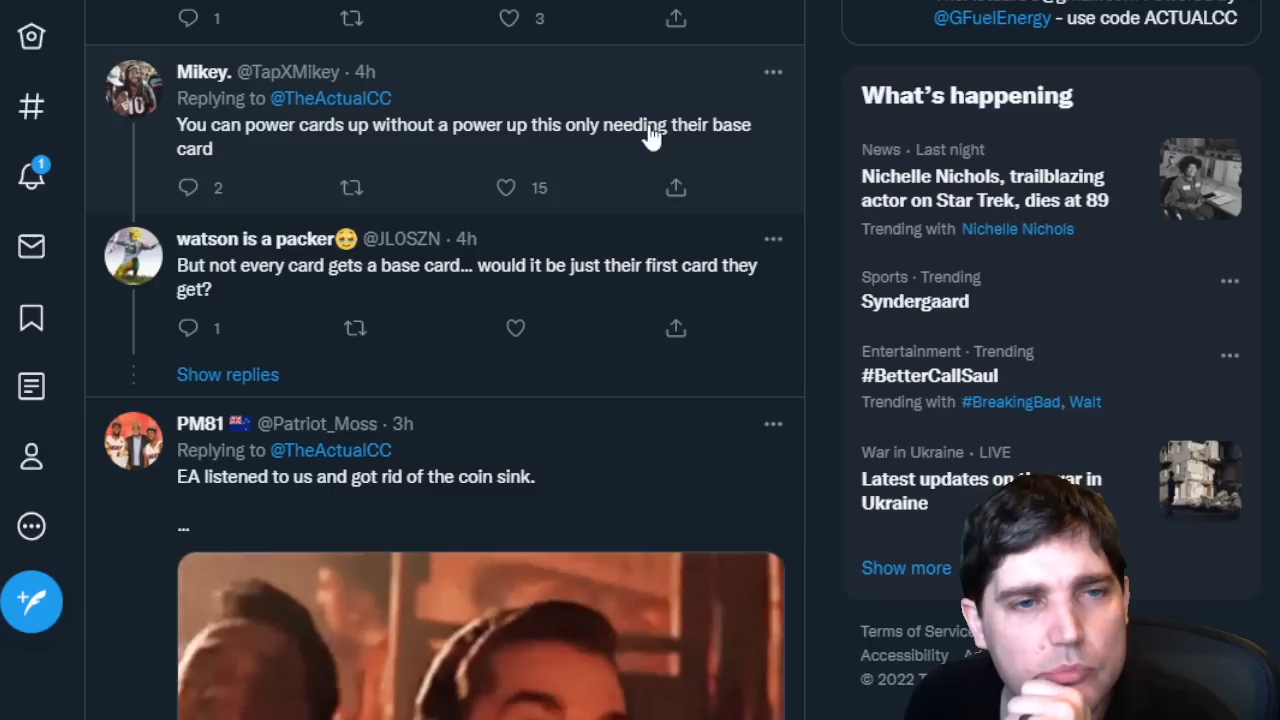 @GFuelEnergy - use code ACTUALCC
1 3
Mikey. @TapXMikey · 4h
Replying to @TheActualCC
You can power cards up without a power up this only needing their base
card
2 15
watson is a packer🥹 @JL0SZN · 4h
But not every card gets a base card... would it be just their first card they
get?
1
Show replies
PM81 🇳🇿 @Patriot_Moss · 3h
Replying to @TheActualCC
EA listened to us and got rid of the coin sink.
...
1
What's happening
News · Last night
Nichelle Nichols, trailblazing
actor on Star Trek, dies at 89
Trending with Nichelle Nichols
Sports · Trending
Syndergaard
Entertainment · Trending
#BetterCallSaul
Trending with #BreakingBad, Walt
War in Ukraine · LIVE
Latest updates on the war in
Ukraine
Show more
Terms of Service
Accessibility
© 2022